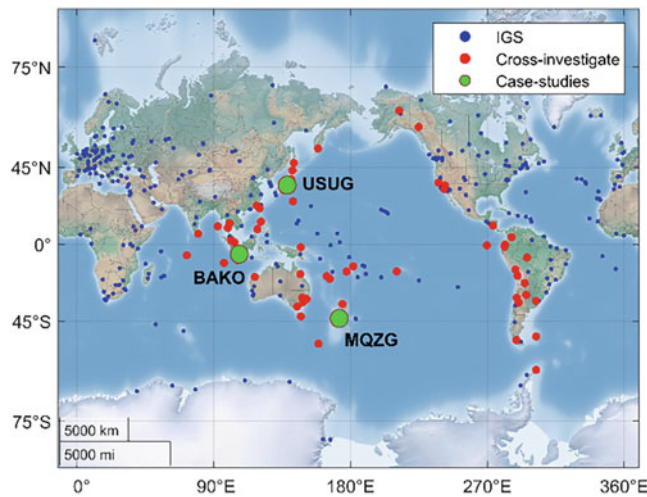 IGS
Cross-investigate
Case-studies
75°N
45°N
USUG
0°
BAKO
45°S
MQZG
75°S
5000 km
5000 mi
0°
90°E
180°E
270°E
360°E